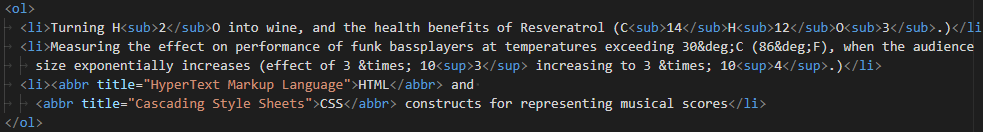 <ol>
<li>Turning H<sub>2</sub>O into wine, and the health benefits of Resveratrol (C<sub>14</sub>H<sub>12</sub>O<sub>3</sub>.)</li
<li>Measuring the effect on performance of funk bassplayers at temperatures exceeding 30&deg;C (86&deg;F), when the audience
size exponentially increases (effect of 3 &times; 10<sup>3</sup> increasing to 3 &times; 10<sup>4</sup>.)</li>
<li><abbr title="HyperText Markup Language">HTML</abbr> and
<abbr title="Cascading Style Sheets">CSS</abbr> constructs for representing musical scores</li>
</ol>